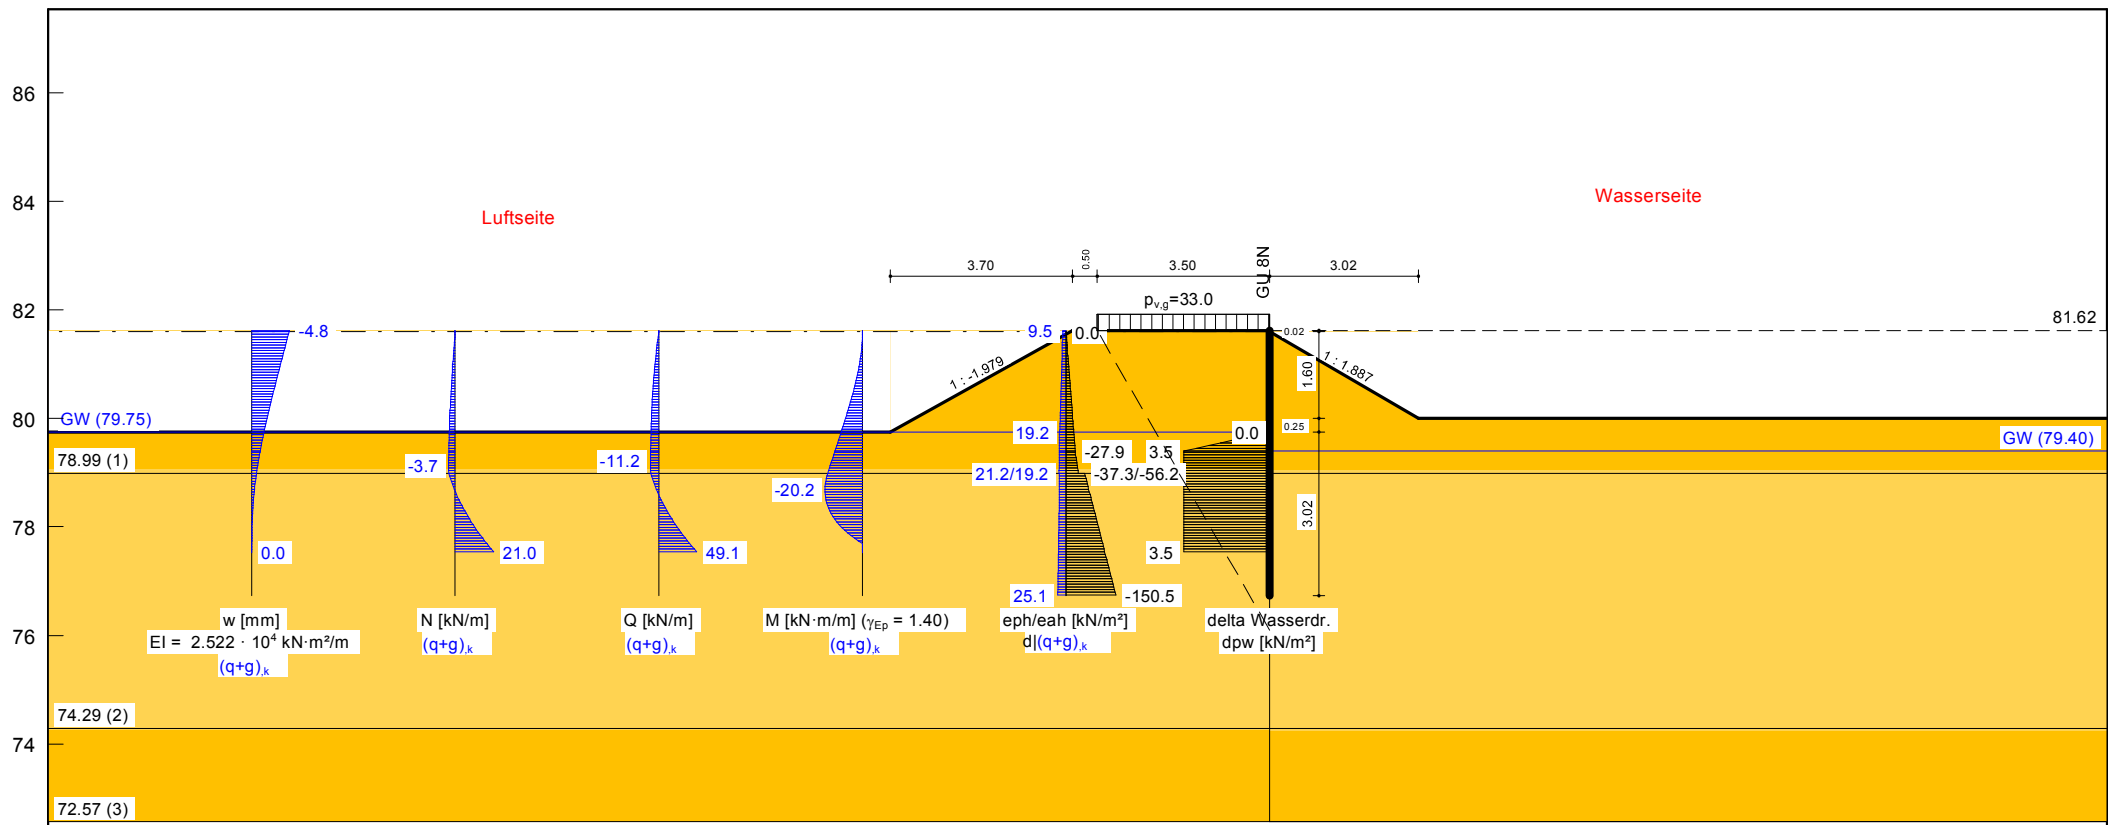 86
84
82
80
78
76
74
Luftseite
Wasserseite
3.70
0.50
3.50
GU 8N
3.02
pv,g=33.0
81.62
-4.8
9.5
0.0
0.02
1 : -1.979
1 : 1.887
1.60
GW (79.75)
19.2
0.0
0.25
GW (79.40)
78.99 (1)
-3.7
-11.2
-20.2
21.2/19.2
-27.9
3.5
-37.3/-56.2
3.02
0.0
21.0
49.1
3.5
25.1
-150.5
w [mm]
EI = 2.522 · 10⁴ kN·m²/m
(q+g),k
N [kN/m]
(q+g),k
Q [kN/m]
(q+g),k
M [kN·m/m] (γEp = 1.40)
(q+g),k
eph/eah [kN/m²]
d|(q+g),k
delta Wasserdr.
dpw [kN/m²]
74.29 (2)
72.57 (3)